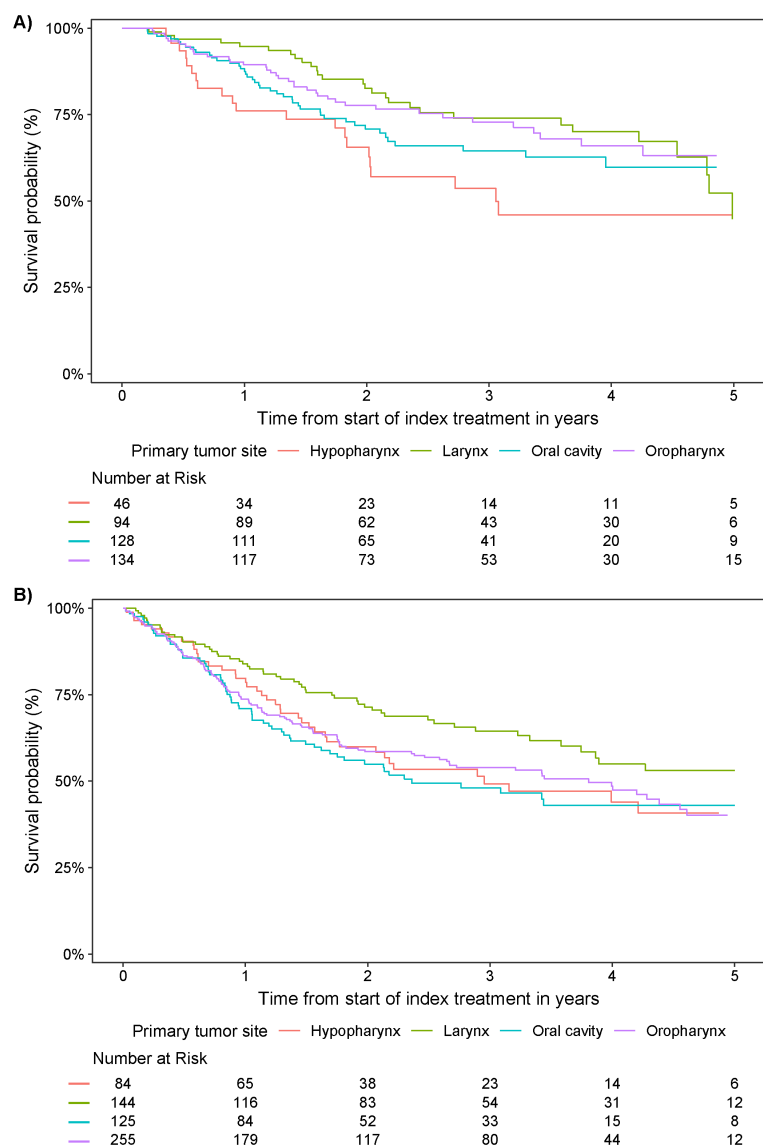 A)
Survival probability (%)
100%
75%
50%
25%
0%
0 1 2 3 4 5
Time from start of index treatment in years
Primary tumor site Hypopharynx Larynx Oral cavity Oropharynx
Number at Risk
46 34 23 14 11 5
94 89 62 43 30 6
128 111 65 41 20 9
134 117 73 53 30 15
B)
Survival probability (%)
100%
75%
50%
25%
0%
0 1 2 3 4 5
Time from start of index treatment in years
Primary tumor site Hypopharynx Larynx Oral cavity Oropharynx
Number at Risk
84 65 38 23 14 6
144 116 83 54 31 12
125 84 52 33 15 8
255 179 117 80 44 12